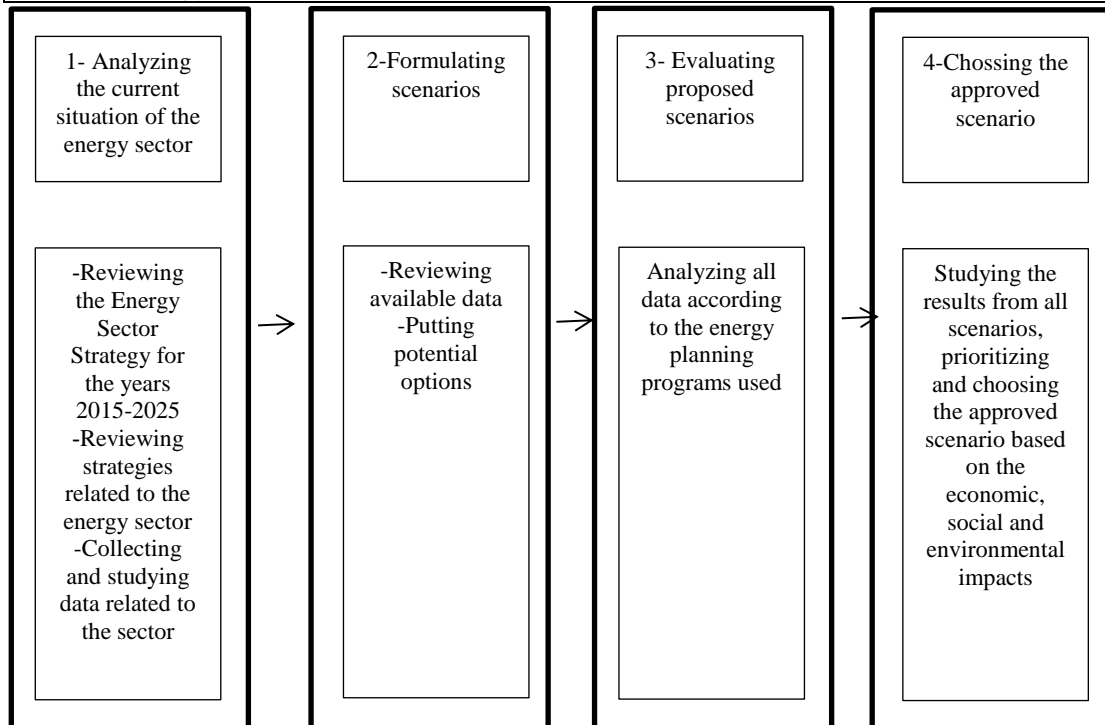 1- Analyzing
the current
situation of the
energy sector
-Reviewing
the Energy
Sector
Strategy for
the years
2015-2025
-Reviewing
strategies
related to the
energy sector
-Collecting
and studying
data related to
the sector
2-Formulating
scenarios
-Reviewing
available data
-Putting
potential
options
3- Evaluating
proposed
scenarios
Analyzing all
data according
to the energy
planning
programs used
4-Chossing the
approved
scenario
Studying the
results from all
scenarios,
prioritizing
and choosing
the approved
scenario based
on the
economic,
social and
environmental
impacts